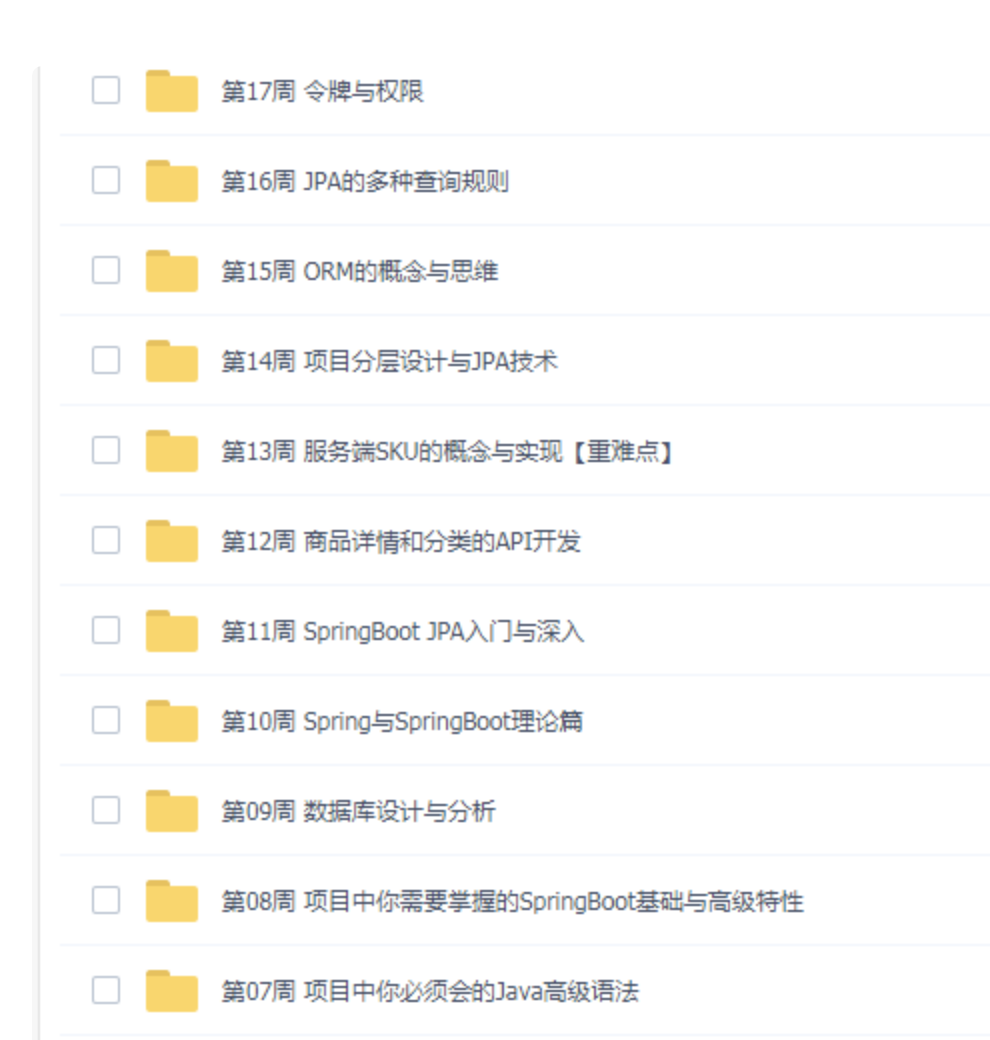 第17周 令牌与权限
第16周 JPA的多种查询规则
第15周 ORM的概念与思维
第14周 项目分层设计与JPA技术
第13周 服务端SKU的概念与实现【重难点】
第12周 商品详情和分类的API开发
第11周 SpringBoot JPA入门与深入
第10周 Spring与SpringBoot理论篇
第09周 数据库设计与分析
第08周 项目中你需要掌握的SpringBoot基础与高级特性
第07周 项目中你必须会的Java高级语法